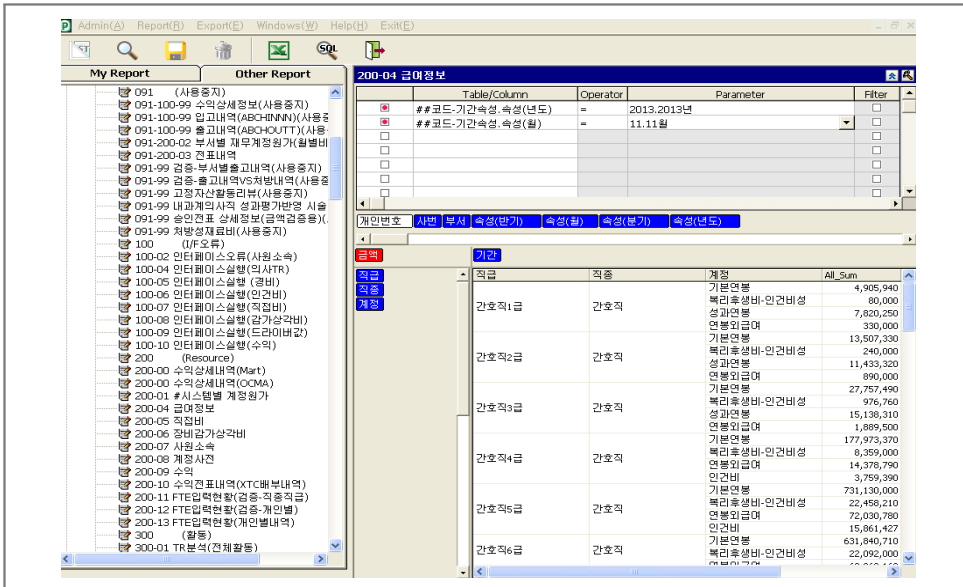 Admin(A) Report(R) Export(E) Windows(W) Help(H) Exit(E)
SQL
My Report Other Report
091 (사용중지)
091-100-99 수익상세정보(사용중지)
091-100-99 입고내역(ABCHINNN)(사용중
091-100-99 출고내역(ABCHOUTT)(사용
091-200-02 부서별 재무계정원가(월별비
091-200-03 전표내역
091-99 검증-부서별출고내역(사용중지)
091-99 검증-출고내역VS처방내역(사용중
091-99 고정자산활동리뷰(사용중지)
091-99 내과계의사직 성과평가반영 시술
091-99 승인전표 상세정보(금액검증용)(
091-99 처방성재료비(사용중지)
100 (I/F오류)
100-02 인터페이스오류(사원소속)
100-04 인터페이스실행(의사TR)
100-05 인터페이스실행 (경비)
100-06 인터페이스실행(인건비)
100-07 인터페이스실행(직접비)
100-08 인터페이스실행(감가상각비)
100-09 인터페이스실행(드라이버값)
100-10 인터페이스실행(수익)
200 (Resource)
200-00 수익상세내역(Mart)
200-00 수익상세내역(OCMA)
200-01 #시스템별 계정원가
200-04 급여정보
200-05 직접비
200-06 장비감가상각비
200-07 사원소속
200-08 계정사전
200-09 수익
200-10 수익전표내역(XTC배부내역)
200-11 FTE입력현황(검증-직종직급)
200-12 FTE입력현황(검증-개인별)
200-13 FTE입력현황(개인별내역)
300 (활동)
300-01 TR분석(전체활동)
200-04 급여정보
Table/Column Operator Parameter Filter
##코드-기간속성.속성(년도) = 2013.2013년
##코드-기간속성.속성(월) = 11.11월
개인번호 사번 부서 속성(반기) 속성(월) 속성(분기) 속성(년도)
금액 기간
직급
직종
계정
직급 직종 계정 All_Sum
간호직1급 간호직 기본연봉 4,905,940
복리후생비-인건비성 80,000
성과연봉 7,820,250
연봉외급여 330,000
간호직2급 간호직 기본연봉 13,507,330
복리후생비-인건비성 240,000
성과연봉 11,433,320
연봉외급여 890,000
간호직3급 간호직 기본연봉 27,757,490
복리후생비-인건비성 976,760
성과연봉 15,138,310
연봉외급여 1,889,500
간호직4급 간호직 기본연봉 177,973,370
복리후생비-인건비성 8,359,000
연봉외급여 14,378,790
인건비 3,759,390
간호직5급 간호직 기본연봉 731,130,000
복리후생비-인건비성 22,458,210
연봉외급여 72,030,780
인건비 15,861,427
간호직6급 간호직 기본연봉 631,840,710
복리후생비-인건비성 22,092,000